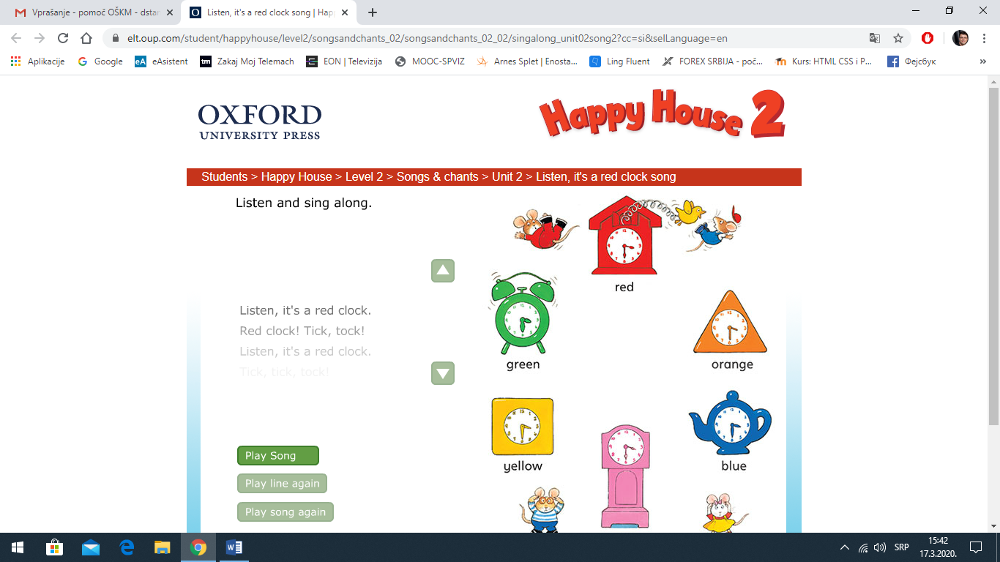 Vprašanje - pomoč OŠKM - dstan
Listen, it's a red clock song | Hap
elt.oup.com/student/happyhouse/level2/songsandchants_02/songsandchants_02_02/singalong_unit02song2?cc=si&selLanguage=en
Aplikacije
Google
eAsistent
Zakaj Moj Telemach
EON | Televizija
MOOC-SPVIZ
Arnes Splet | Enosta...
Ling Fluent
FOREX SRBIJA - poč...
Kurs: HTML CSS i P...
Фејсбук
OXFORD
UNIVERSITY PRESS
Happy House 2
Students > Happy House > Level 2 > Songs & chants > Unit 2 > Listen, it's a red clock song
Listen and sing along.
Listen, it's a red clock.
Red clock! Tick, tock!
Listen, it's a red clock.
Tick, tick, tock!
Play Song
Play line again
Play song again
red
green
orange
yellow
blue
SRP
15:42
17.3.2020.